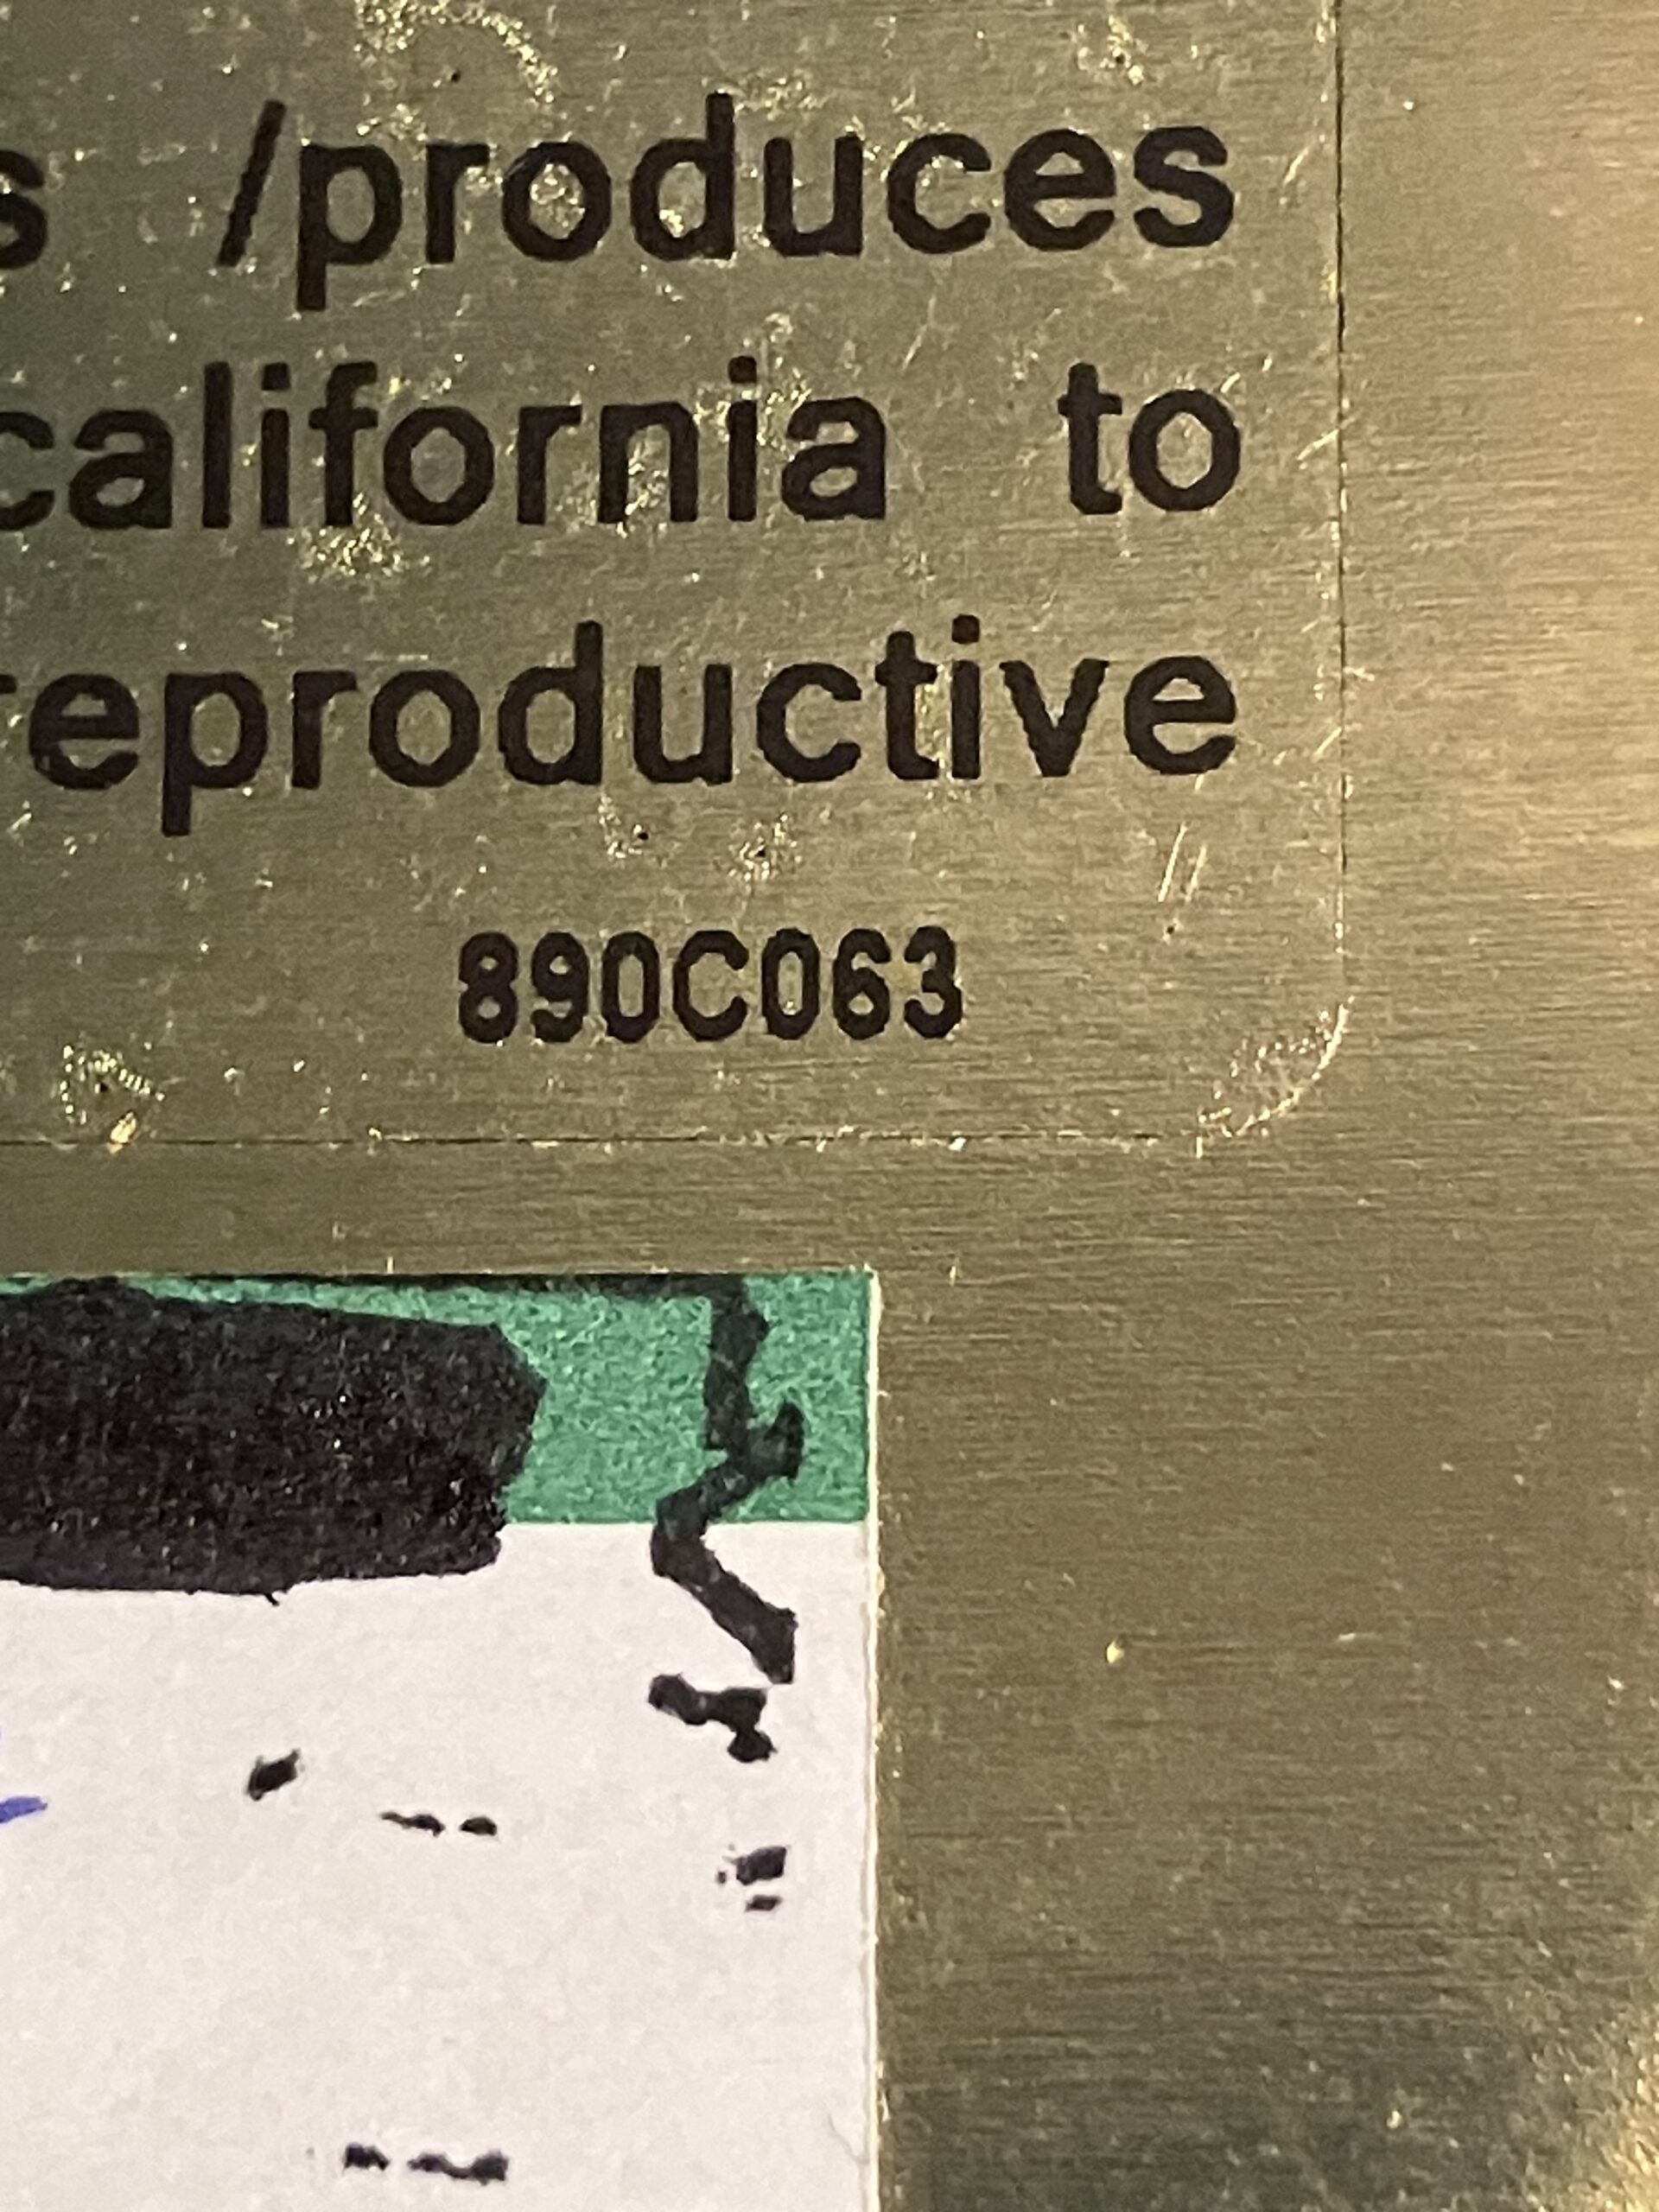 s /produces
california to
reproductive
890C063